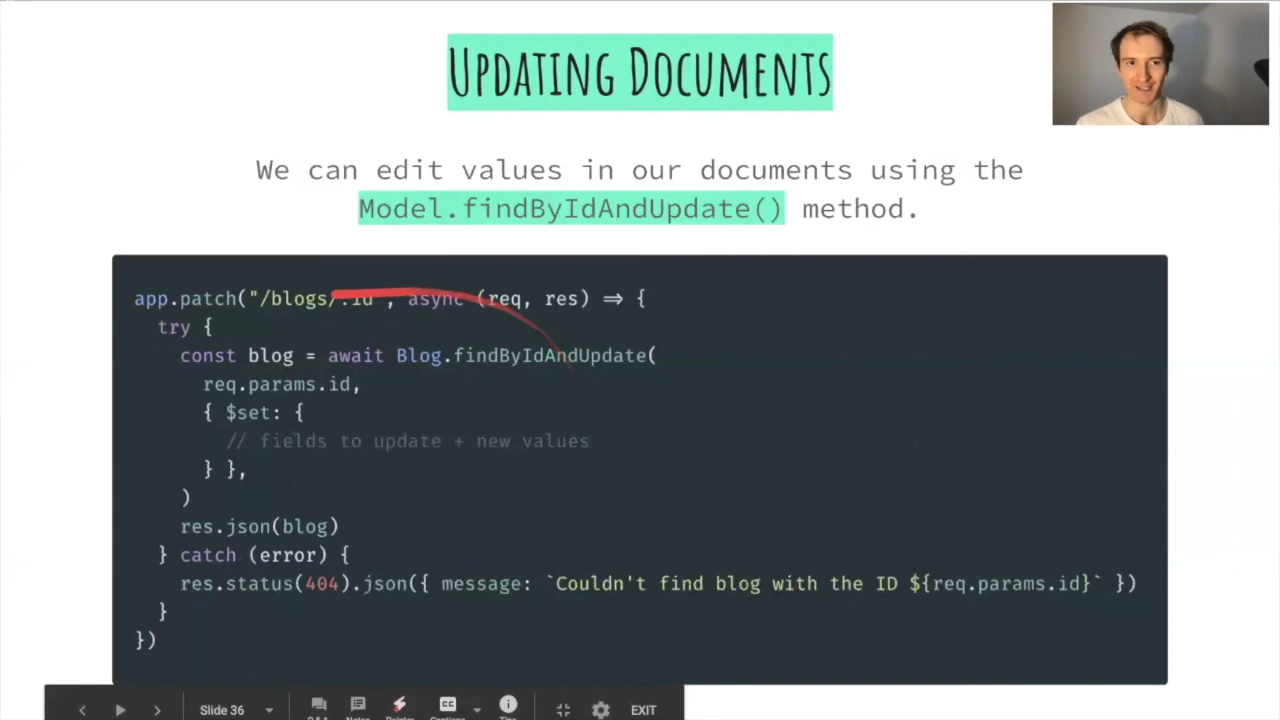 UPDATING DOCUMENTS
We can edit values in our documents using the
Model.findByIdAndUpdate() method.
app.patch("/blogs/:id", async (req, res) => {
try {
const blog = await Blog.findByIdAndUpdate(
req.params.id,
{ $set: {
// fields to update + new values
} },
)
res.json(blog)
} catch (error) {
res.status(404).json({ message: `Couldn't find blog with the ID ${req.params.id}` })
}
})
Slide 36
CC
EXIT